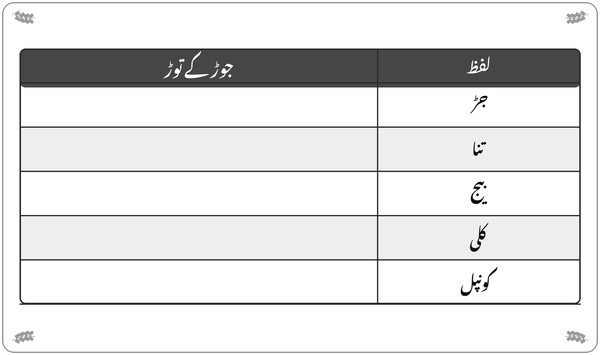 لفظ جوڑ کے توڑ
جڑ
تنا
بیج
کلی
کونپل